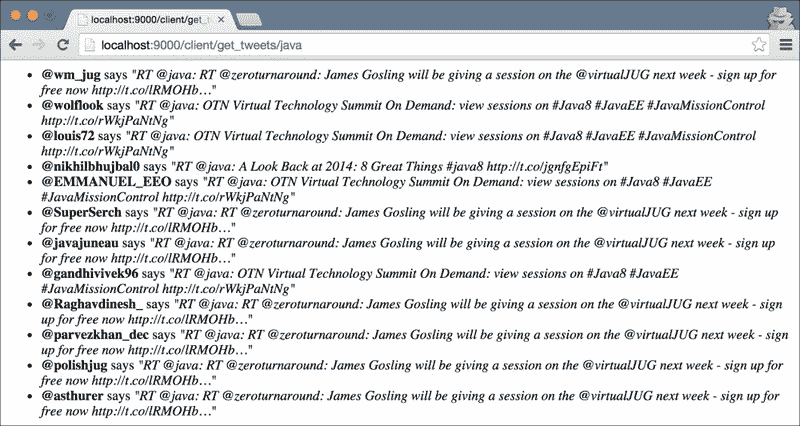 localhost:9000/client/get_t
localhost:9000/client/get_tweets/java
• @wm_jug says "RT @java: RT @zeroturnaround: James Gosling will be giving a session on the @virtualJUG next week - sign up for
free now http://t.co/lRMOHb…"
• @wolflook says "RT @java: OTN Virtual Technology Summit On Demand: view sessions on #Java8 #JavaEE #JavaMissionControl
http://t.co/rWkjPaNtNg"
• @louis72 says "RT @java: OTN Virtual Technology Summit On Demand: view sessions on #Java8 #JavaEE #JavaMissionControl
http://t.co/rWkjPaNtNg"
• @nikhilbhujbal0 says "RT @java: A Look Back at 2014: 8 Great Things #java8 http://t.co/jgnfgEpiFt"
• @EMMANUEL_EEO says "RT @java: OTN Virtual Technology Summit On Demand: view sessions on #Java8 #JavaEE
#JavaMissionControl http://t.co/rWkjPaNtNg"
• @SuperSerch says "RT @java: RT @zeroturnaround: James Gosling will be giving a session on the @virtualJUG next week - sign up
for free now http://t.co/lRMOHb…"
• @javajuneau says "RT @java: RT @zeroturnaround: James Gosling will be giving a session on the @virtualJUG next week - sign up
for free now http://t.co/lRMOHb…"
• @gandhivivek96 says "RT @java: OTN Virtual Technology Summit On Demand: view sessions on #Java8 #JavaEE
#JavaMissionControl http://t.co/rWkjPaNtNg"
• @Raghavdinesh_ says "RT @java: RT @zeroturnaround: James Gosling will be giving a session on the @virtualJUG next week - sign
up for free now http://t.co/lRMOHb…"
• @parvezkhan_dec says "RT @java: RT @zeroturnaround: James Gosling will be giving a session on the @virtualJUG next week - sign
up for free now http://t.co/lRMOHb…"
• @polishjug says "RT @java: RT @zeroturnaround: James Gosling will be giving a session on the @virtualJUG next week - sign up
for free now http://t.co/lRMOHb…"
• @asthurer says "RT @java: RT @zeroturnaround: James Gosling will be giving a session on the @virtualJUG next week - sign up
for free now http://t.co/lRMOHb…"